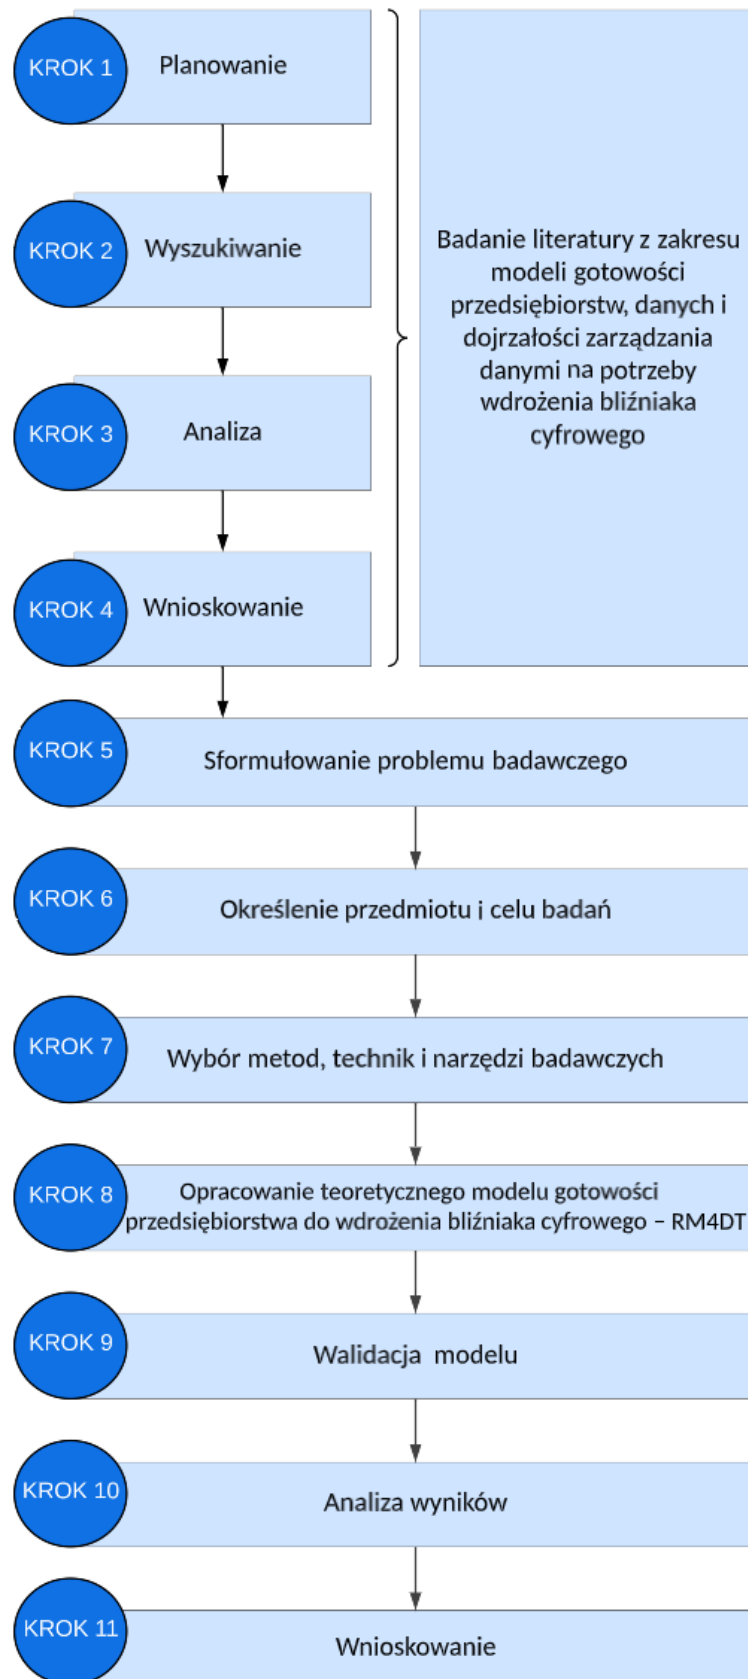 KROK 1
Planowanie
KROK 2
Wyszukiwanie
KROK 3
Analiza
KROK 4
Wnioskowanie
Badanie literatury z zakresu
modeli gotowości
przedsiębiorstw, danych i
dojrzałości zarządzania
danymi na potrzeby
wdrożenia bliźniaka
cyfrowego
KROK 5
Sformułowanie problemu badawczego
KROK 6
Określenie przedmiotu i celu badań
KROK 7
Wybór metod, technik i narzędzi badawczych
KROK 8
Opracowanie teoretycznego modelu gotowości
przedsiębiorstwa do wdrożenia bliźniaka cyfrowego – RM4DT
KROK 9
Walidacja modelu
KROK 10
Analiza wyników
KROK 11
Wnioskowanie